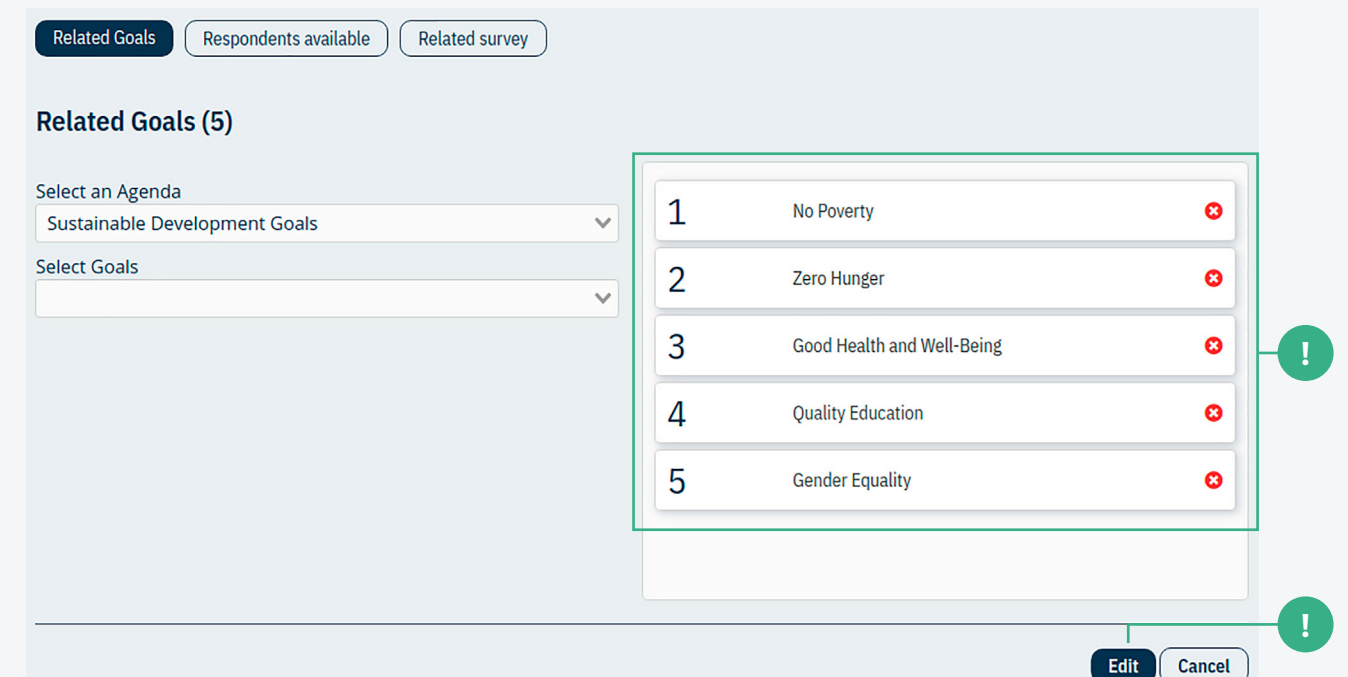 Related Goals
Respondents available
Related survey
Related Goals (5)
Select an Agenda
Sustainable Development Goals
Select Goals
1 No Poverty
2 Zero Hunger
3 Good Health and Well-Being
4 Quality Education
5 Gender Equality
!
!
Edit
Cancel